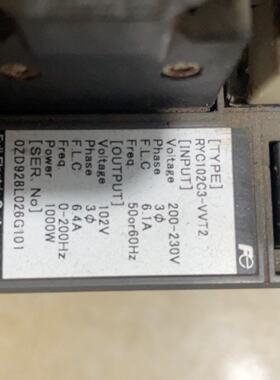 [TYPE]
RYC102C3-VVT2
[INPUT]
Voltage 200-230V
Phase 3φ
F.L.C 6.1A
Freq. 50or60Hz
[OUTPUT]
Voltage 102V
Phase 3φ
F.L.C 6.4A
Freq. 0-200Hz
Power 1000W
[SER.No]
0ZD928L026G101